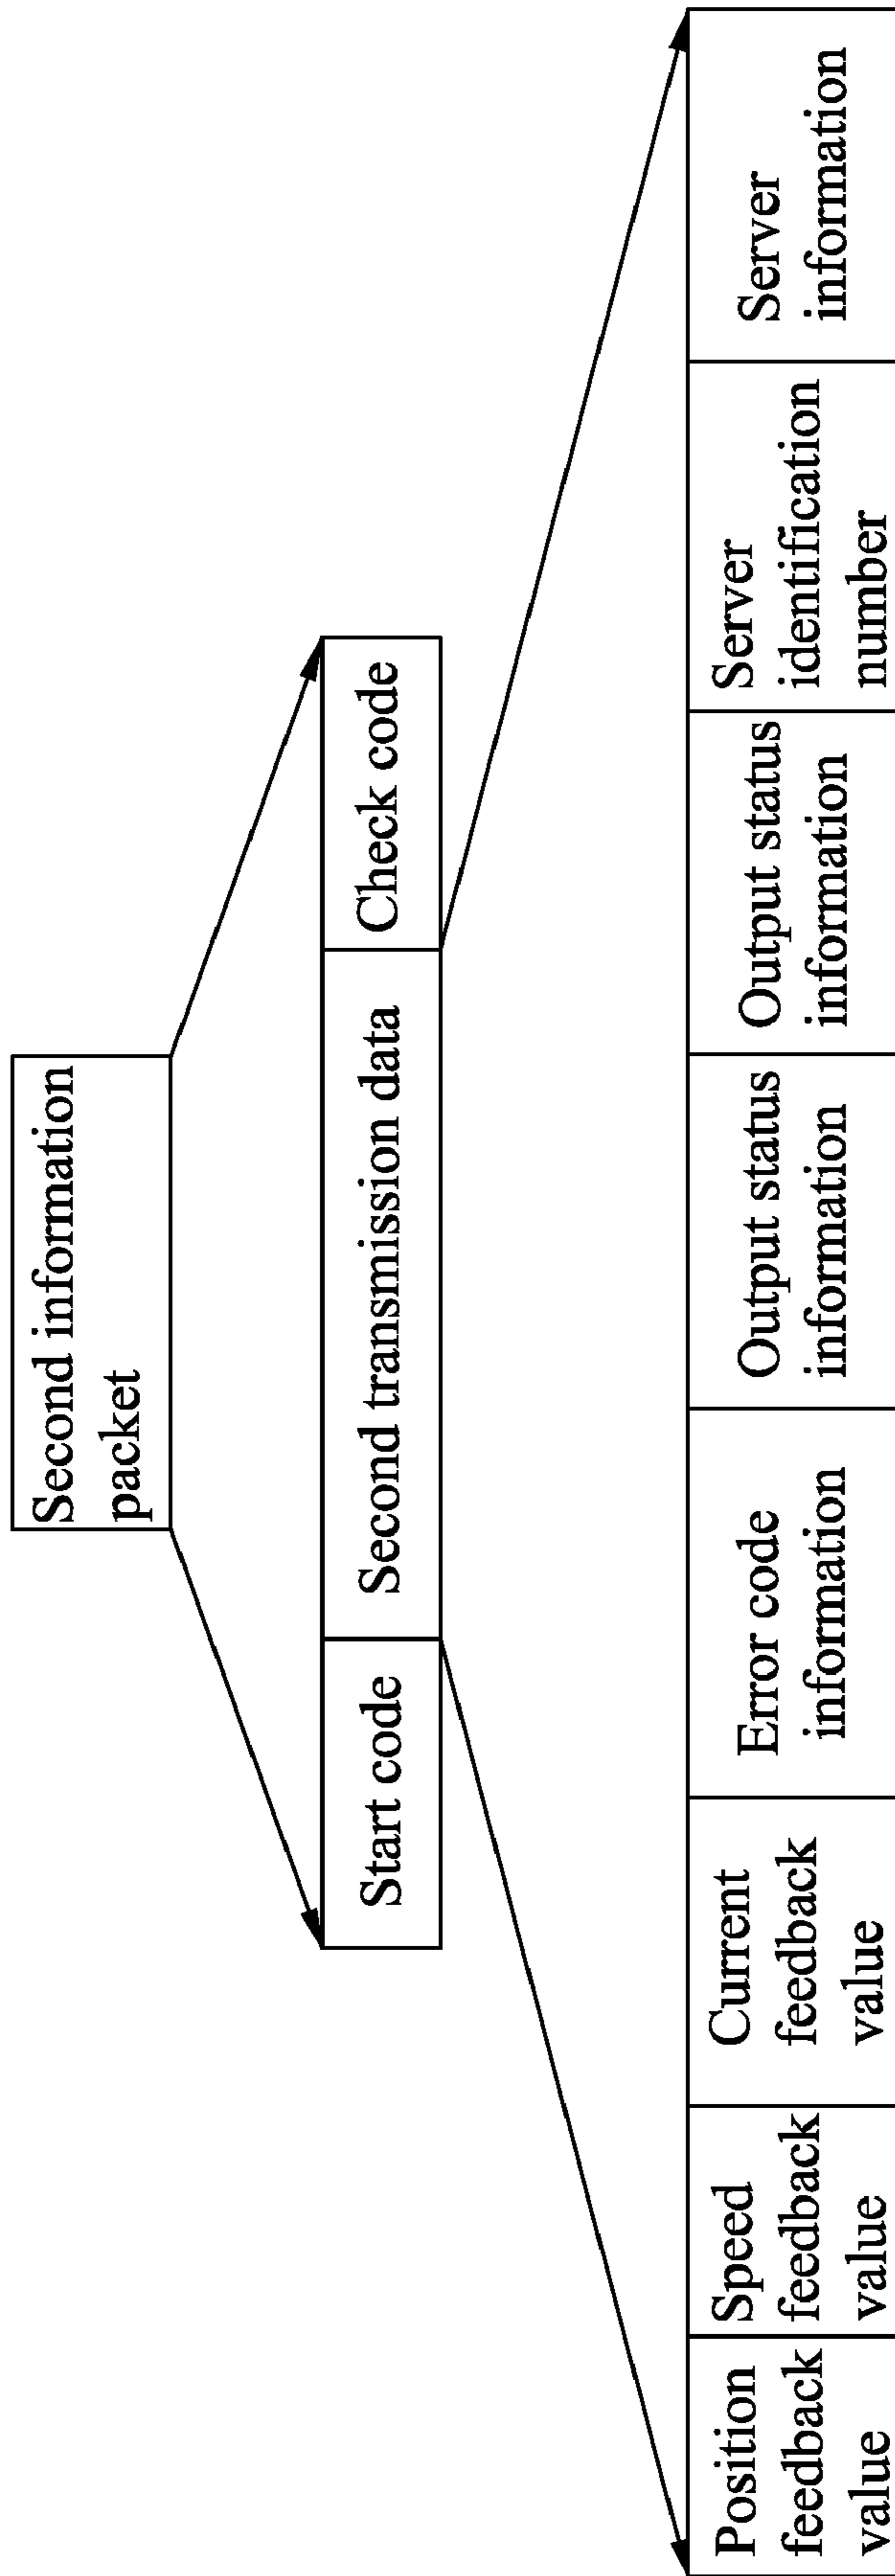 Second information
packet
Start code
Second transmission data
Check code
Position
feedback
value
Speed
feedback
value
Current
feedback
value
Error code
information
Output status
information
Output status
information
Server
identification
number
Server
information